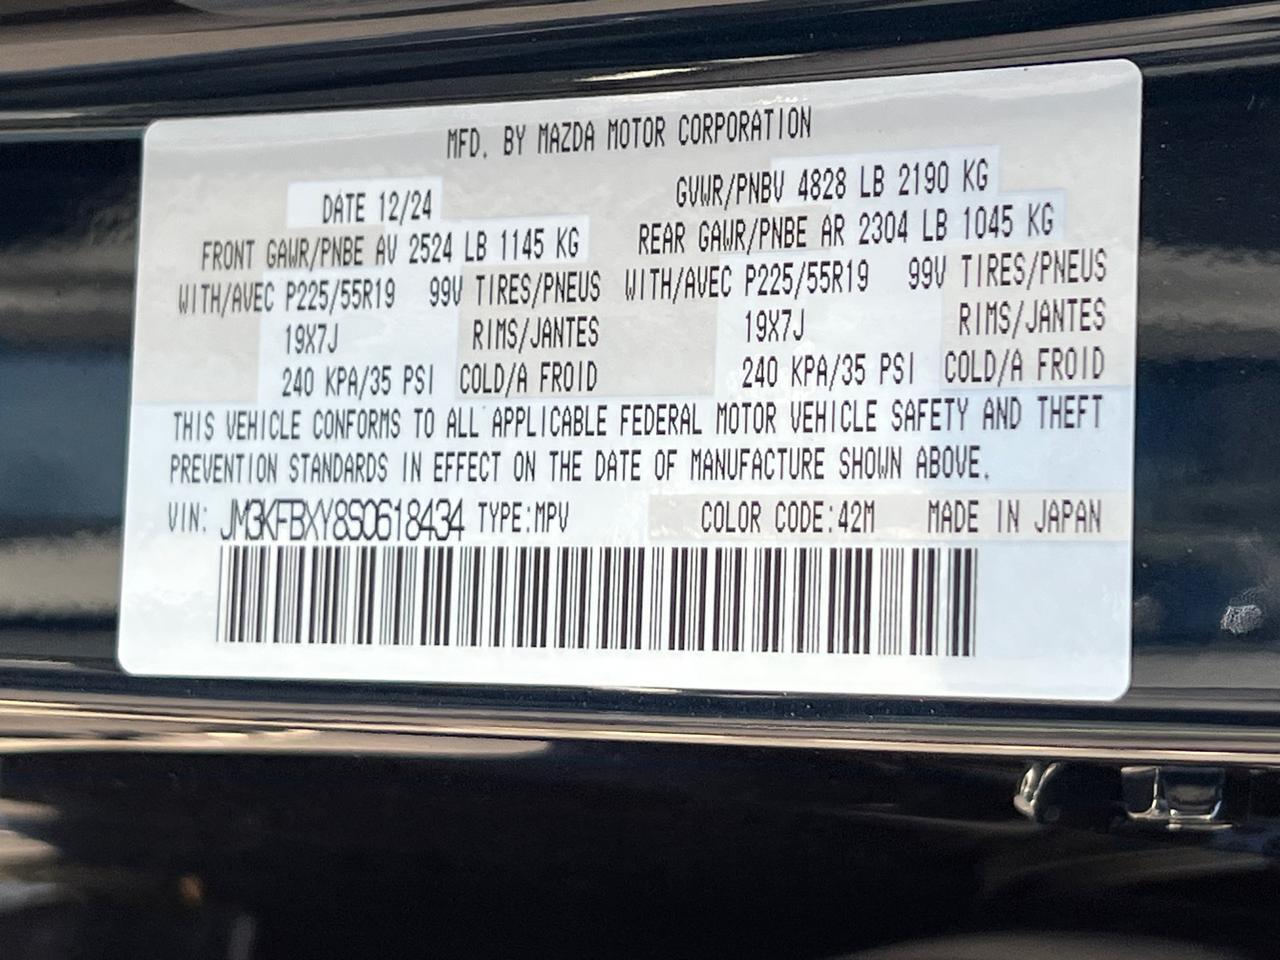 MFD. BY MAZDA MOTOR CORPORATION
DATE 12/24
GVWR/PNBV 4828 LB 2190 KG
FRONT GAWR/PNBE AV 2524 LB 1145 KG
REAR GAWR/PNBE AR 2304 LB 1045 KG
WITH/AVEC P225/55R19 99V TIRES/PNEUS
WITH/AVEC P225/55R19 99V TIRES/PNEUS
19X7J RIMS/JANTES
19X7J RIMS/JANTES
240 KPA/35 PSI COLD/A FROID
240 KPA/35 PSI COLD/A FROID
THIS VEHICLE CONFORMS TO ALL APPLICABLE FEDERAL MOTOR VEHICLE SAFETY AND THEFT
PREVENTION STANDARDS IN EFFECT ON THE DATE OF MANUFACTURE SHOWN ABOVE.
VIN: JM3KFBXY8S0618434 TYPE:MPV COLOR CODE:42M MADE IN JAPAN